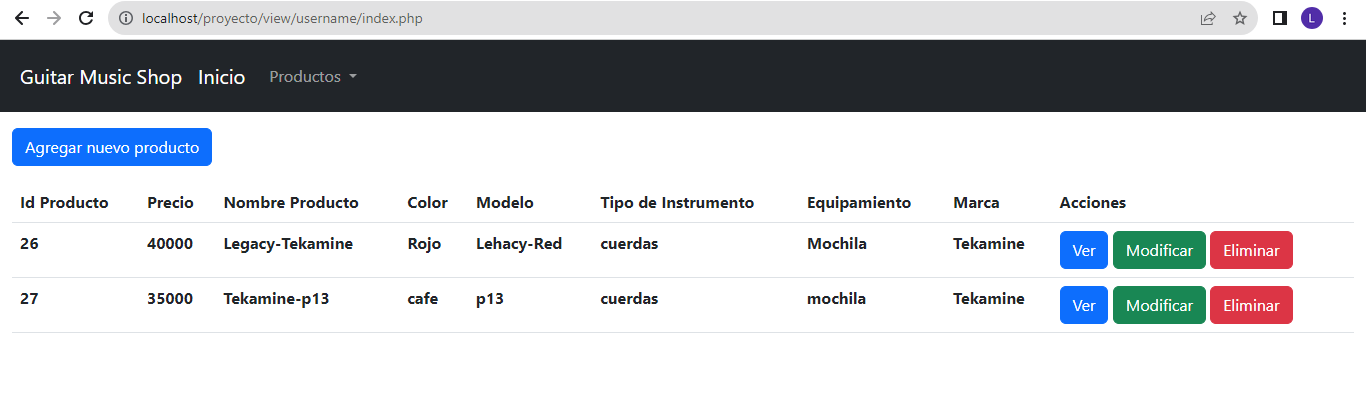 localhost/proyecto/view/username/index.php
L
Guitar Music Shop Inicio Productos
Agregar nuevo producto
Id Producto Precio Nombre Producto Color Modelo Tipo de Instrumento Equipamiento Marca Acciones
26 40000 Legacy-Tekamine Rojo Lehacy-Red cuerdas Mochila Tekamine Ver Modificar Eliminar
27 35000 Tekamine-p13 cafe p13 cuerdas mochila Tekamine Ver Modificar Eliminar